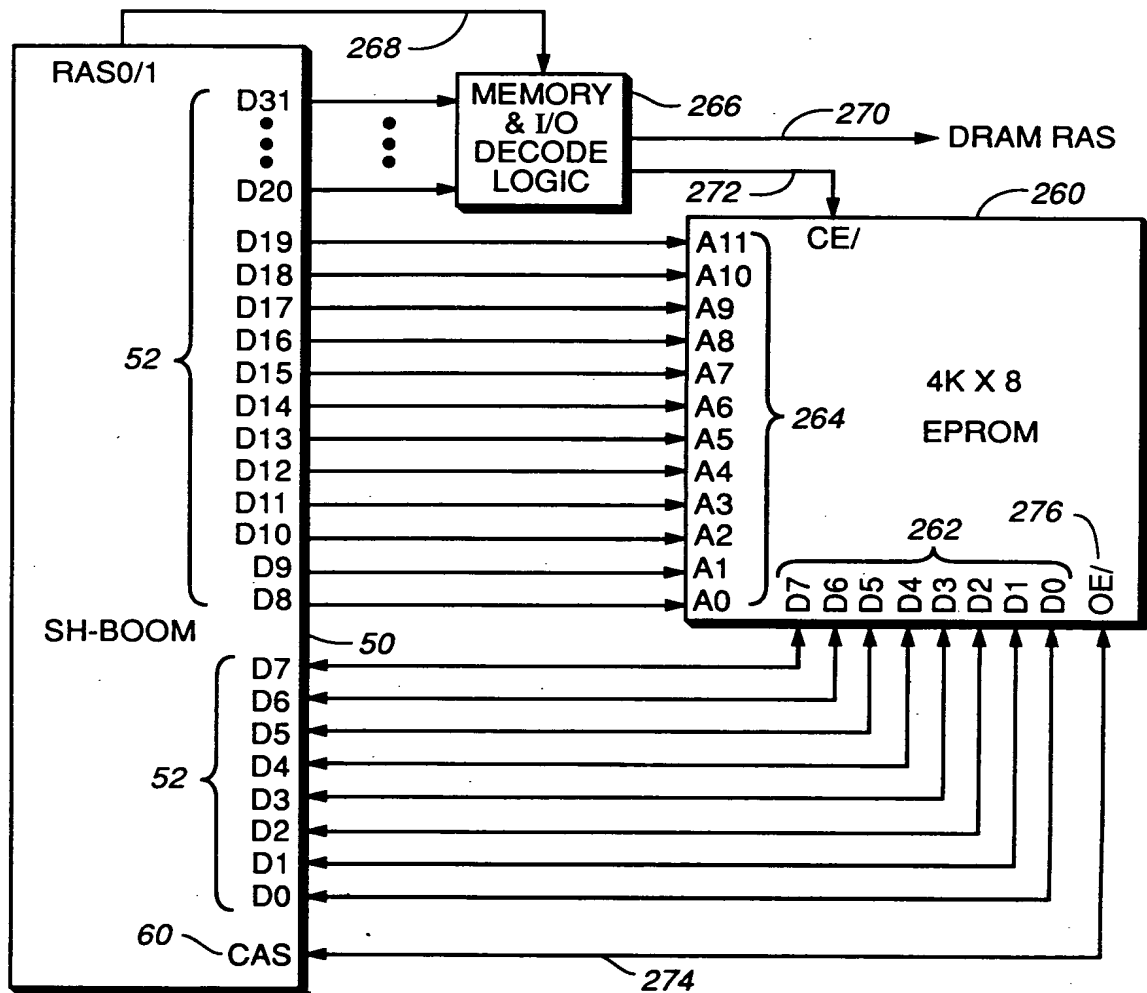 268
RAS0/1
D31
MEMORY
& I/O
DECODE
LOGIC
266
270
DRAM RAS
D20
272
260
CE/
D19
A11
D18
A10
D17
A9
D16
A8
52
D15
A7
D14
A6
264
4K X 8
EPROM
D13
A5
D12
A4
D11
A3
D10
A2
262
276
D9
A1
D8
A0
D7
D6
D5
D4
D3
D2
D1
D0
OE/
SH-BOOM
50
52
D7
D6
D5
D4
D3
D2
D1
D0
60
CAS
274